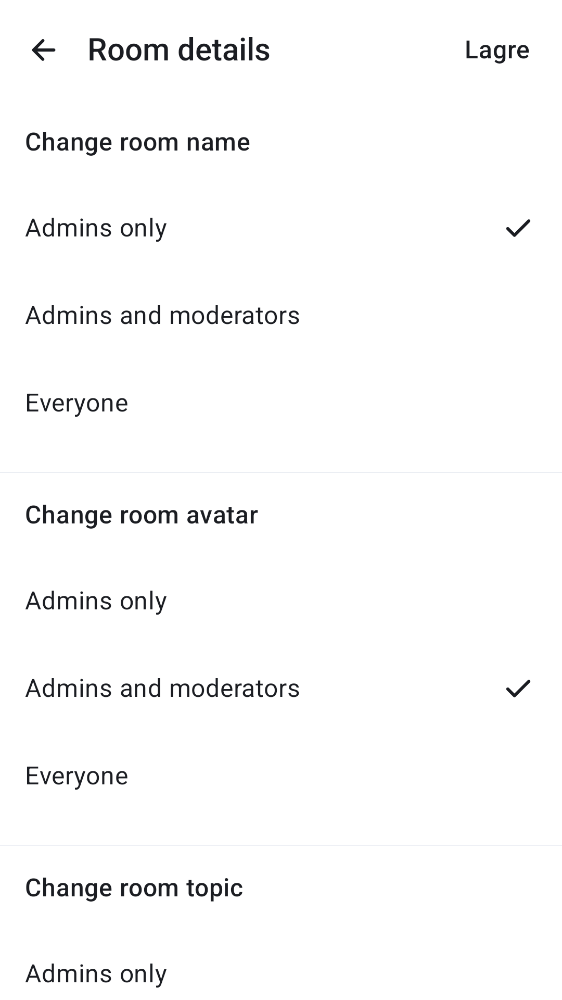 Room details
Lagre
Change room name
Admins only
Admins and moderators
Everyone
Change room avatar
Admins only
Admins and moderators
Everyone
Change room topic
Admins only